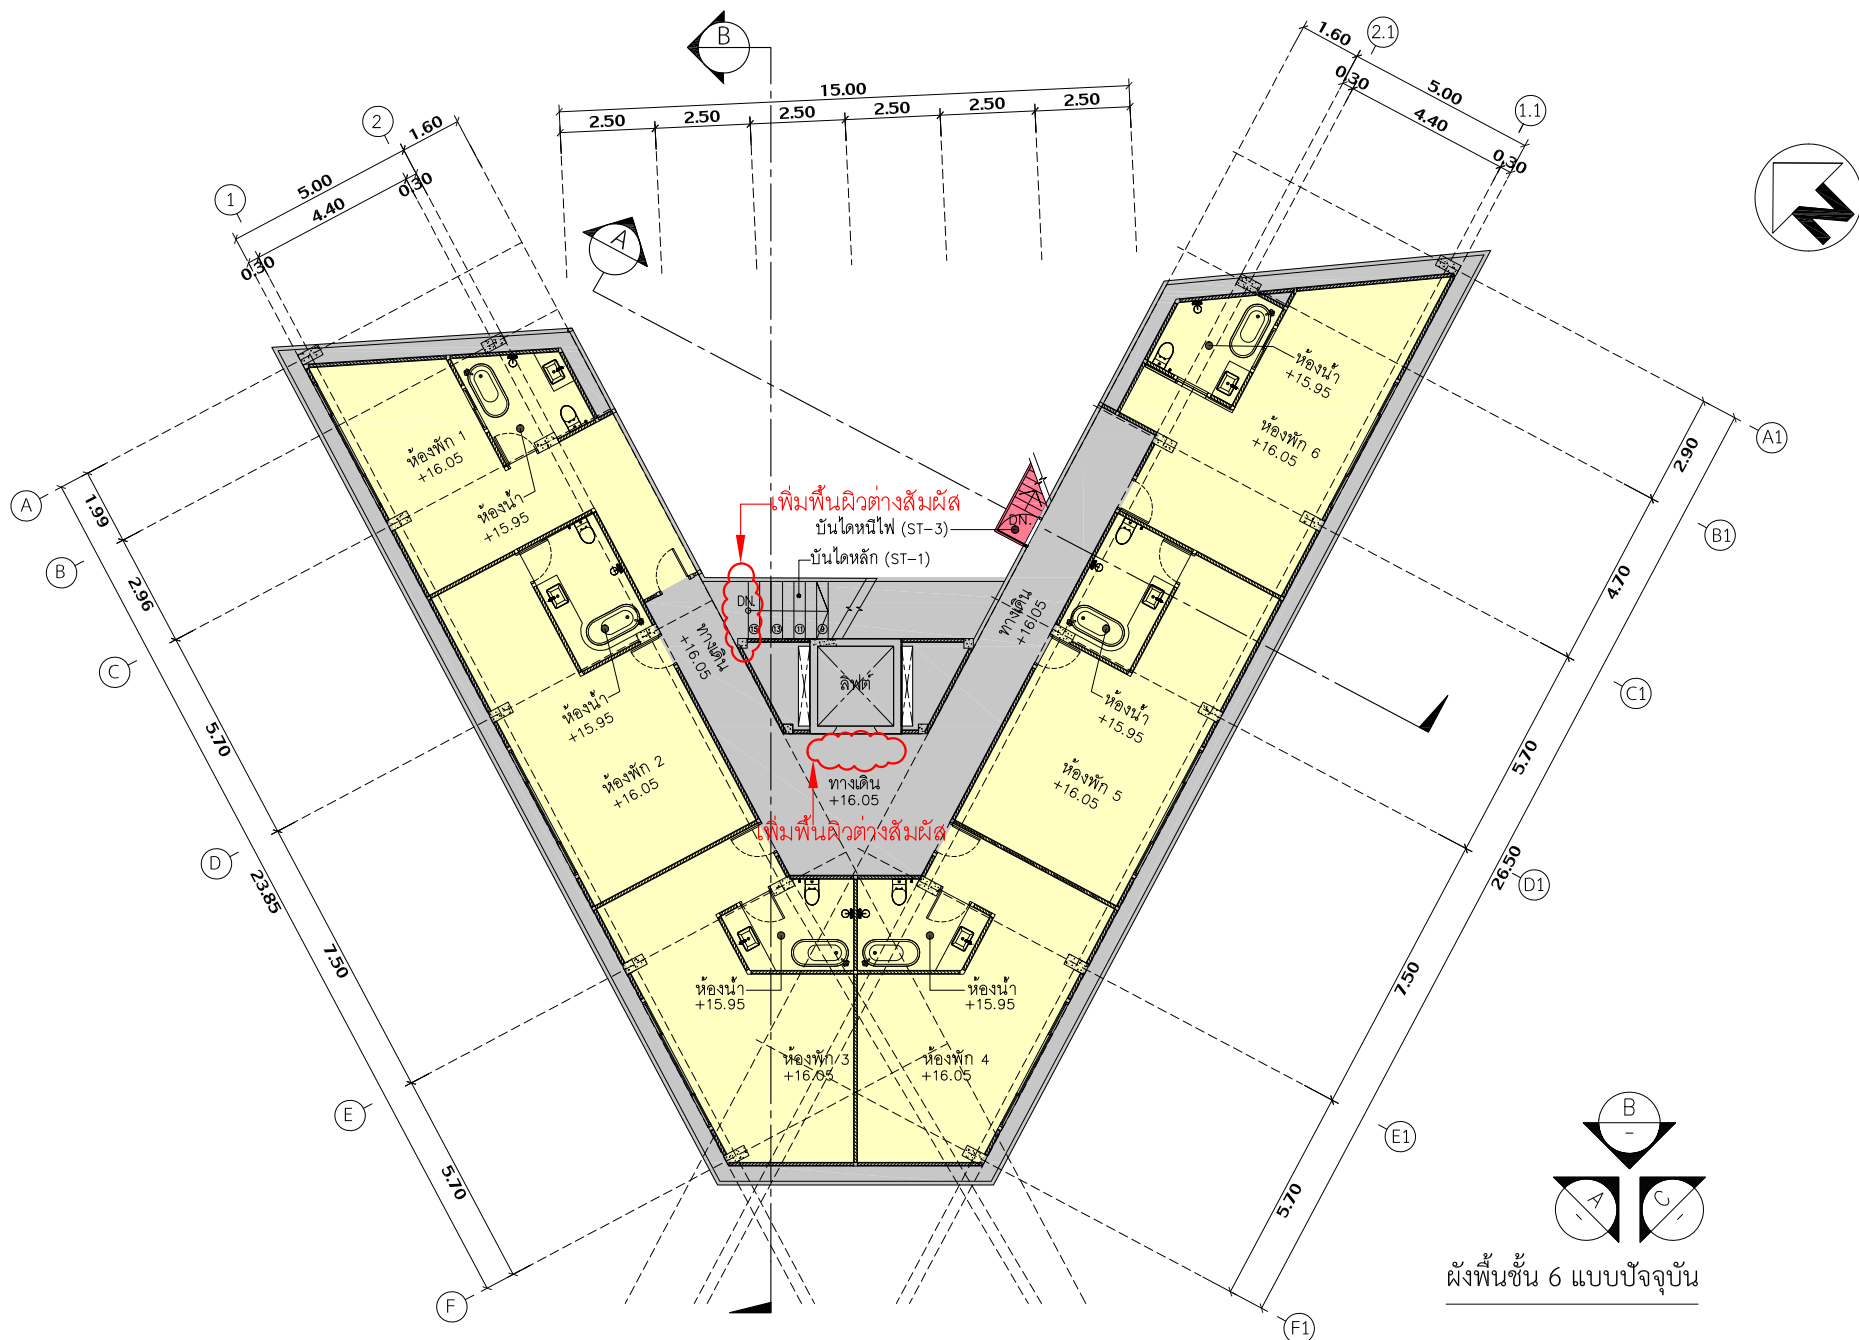 B
2.1
1.60
0.30
5.00
4.40
0.30
1.1
15.00
2.50
2.50
2.50
2.50
2.50
2.50
2
1.60
5.00
4.40
0.30
1
0.30
A
N
ห้องน้ำ
+15.95
ห้องพัก 6
+16.05
A1
2.90
ห้องพัก 1
+16.05
ห้องน้ำ
+15.95
A
1.99
B
2.96
C
เพิ่มพื้นผิวต่างสัมผัส
บันไดหนีไฟ (ST-3)
บันไดหลัก (ST-1)
DN.
DN.
15
13
11
9
B1
4.70
C1
ทางเดิน
+16.05
ทางเดิน
+16.05
ลิฟต์
ห้องน้ำ
+15.95
ห้องน้ำ
+15.95
5.70
5.70
ห้องพัก 2
+16.05
ห้องพัก 5
+16.05
ทางเดิน
+16.05
เพิ่มพื้นผิวต่างสัมผัส
D
23.85
26.50
D1
7.50
7.50
ห้องน้ำ
+15.95
ห้องน้ำ
+15.95
ห้องพัก 3
+16.05
ห้องพัก 4
+16.05
E
E1
5.70
5.70
F
F1
B
-
A
-
C
-
ผังพื้นชั้น 6 แบบปัจจุบัน